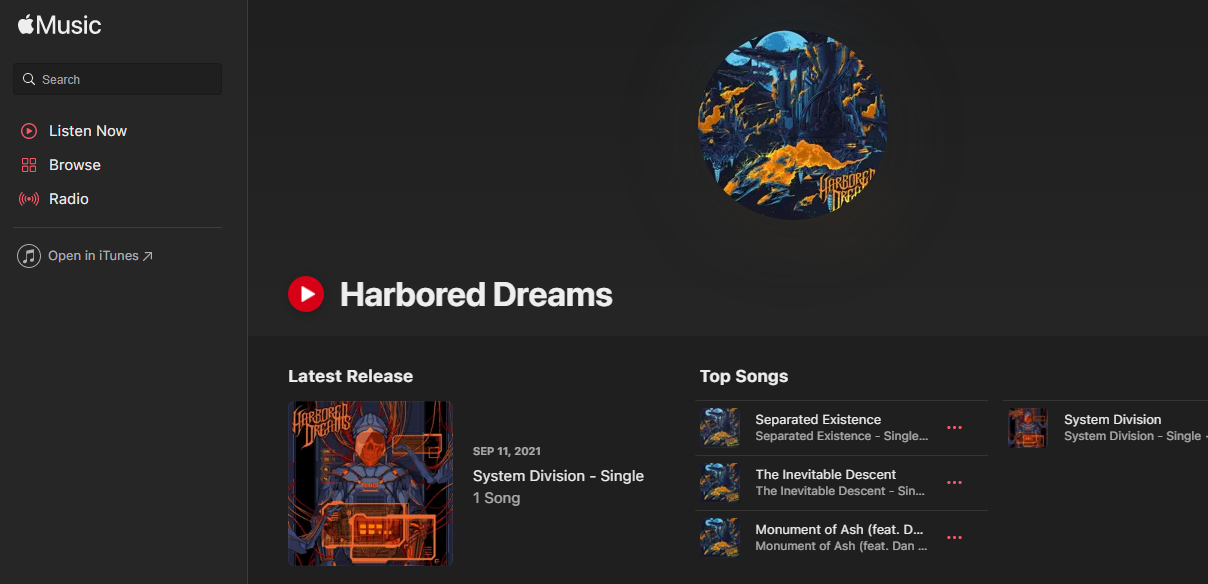 Music
Search
Listen Now
Browse
Radio
Open in iTunes
HARBORED
DREAMS
Harbored Dreams
Latest Release
HARBORED
DREAMS
SEP 11, 2021
System Division - Single
1 Song
Top Songs
Separated Existence
Separated Existence - Single...
The Inevitable Descent
The Inevitable Descent - Sin...
Monument of Ash (feat. D...
Monument of Ash (feat. Dan ...
System Division
System Division - Single